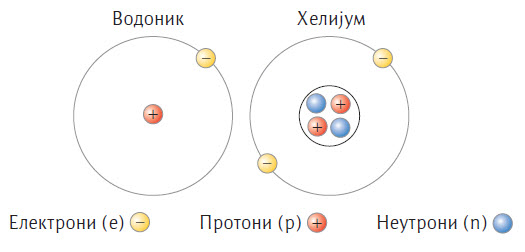 Водоник Хелијум
Електрони (e) Протони (p) Неутрони (n)